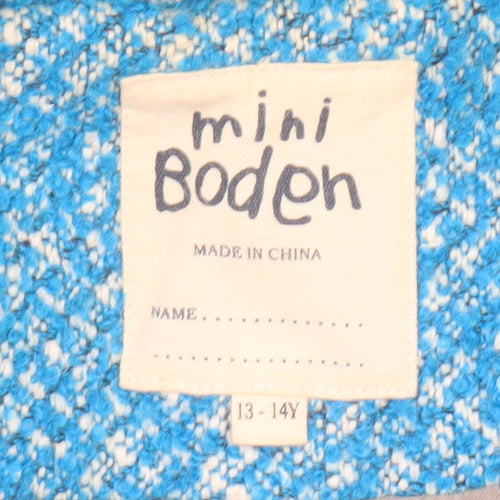 mini
Boden
MADE IN CHINA
NAME..............
.................
13 - 14Y